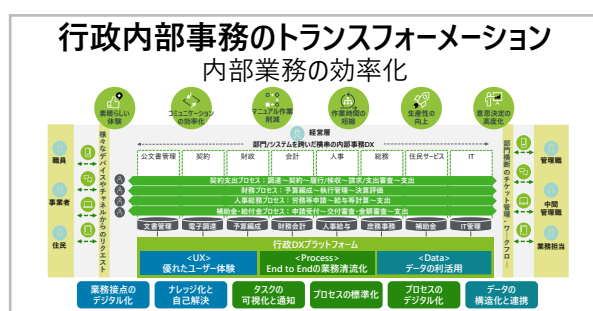 行政内部事務のトランスフォーメーション
内部業務の効率化
素晴らしい
体験
コミュニケーション
の効率化
マニュアル作業
削減
作業時間の
短縮
生産性の
向上
意思決定の
高度化
経営層
部門/システムを跨いだ横串の内部事務DX
職員
事業者
住民
様々なデバイスやチャネルからのリクエスト
公文書管理
契約
財政
会計
人事
総務
住民サービス
IT
契約支出プロセス：調達～契約～履行/検収～請求/支出審査～支出
財務プロセス：予算編成～執行管理～決算評価
人事総務プロセス：労務等申請～給与等計算～支出
補助金・給付金プロセス：申請受付～交付審査・金額審査～支出
文書管理
電子調達
予算編成
財務会計
人事給与
庶務事務
補助金
IT管理
部門横断のチケット管理・ワークフロー
管理職
中間
管理職
業務担当
行政DXプラットフォーム
<UX>
優れたユーザー体験
<Process>
End to Endの業務清流化
<Data>
データの利活用
業務接点の
デジタル化
ナレッジ化と
自己解決
タスクの
可視化と通知
プロセスの標準化
プロセスの
デジタル化
データの
構造化と連携